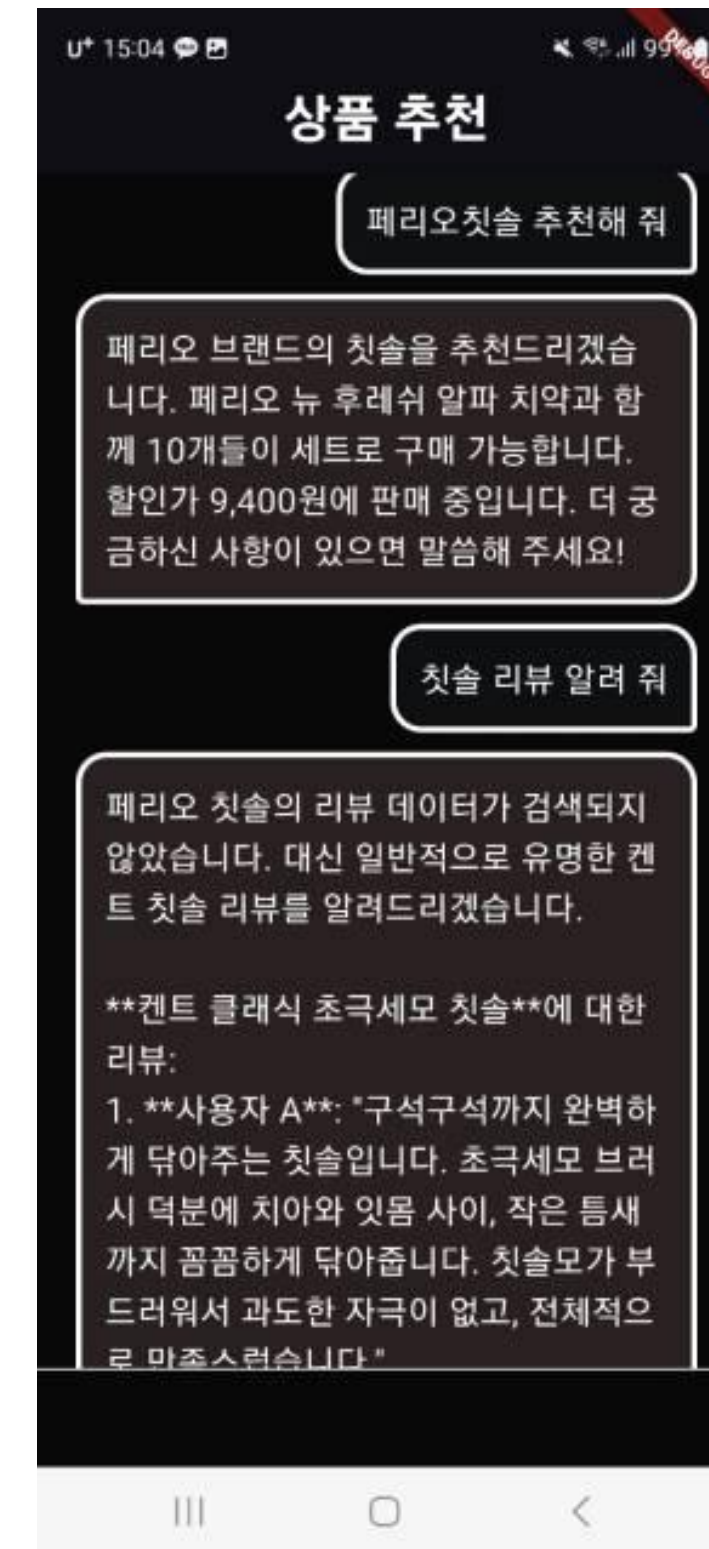 U+ 15:04
99
DEBUG
상품 추천
페리오칫솔 추천해 줘
페리오 브랜드의 칫솔을 추천드리겠습
니다. 페리오 뉴 후레쉬 알파 치약과 함
께 10개들이 세트로 구매 가능합니다.
할인가 9,400원에 판매 중입니다. 더 궁
금하신 사항이 있으면 말씀해 주세요!
칫솔 리뷰 알려 줘
페리오 칫솔의 리뷰 데이터가 검색되지
않았습니다. 대신 일반적으로 유명한 켄
트 칫솔 리뷰를 알려드리겠습니다.
**켄트 클래식 초극세모 칫솔**에 대한
리뷰:
1. **사용자 A**: "구석구석까지 완벽하
게 닦아주는 칫솔입니다. 초극세모 브러
시 덕분에 치아와 잇몸 사이, 작은 틈새
까지 꼼꼼하게 닦아줍니다. 칫솔모가 부
드러워서 과도한 자극이 없고, 전체적으
로 만족스럽습니다."